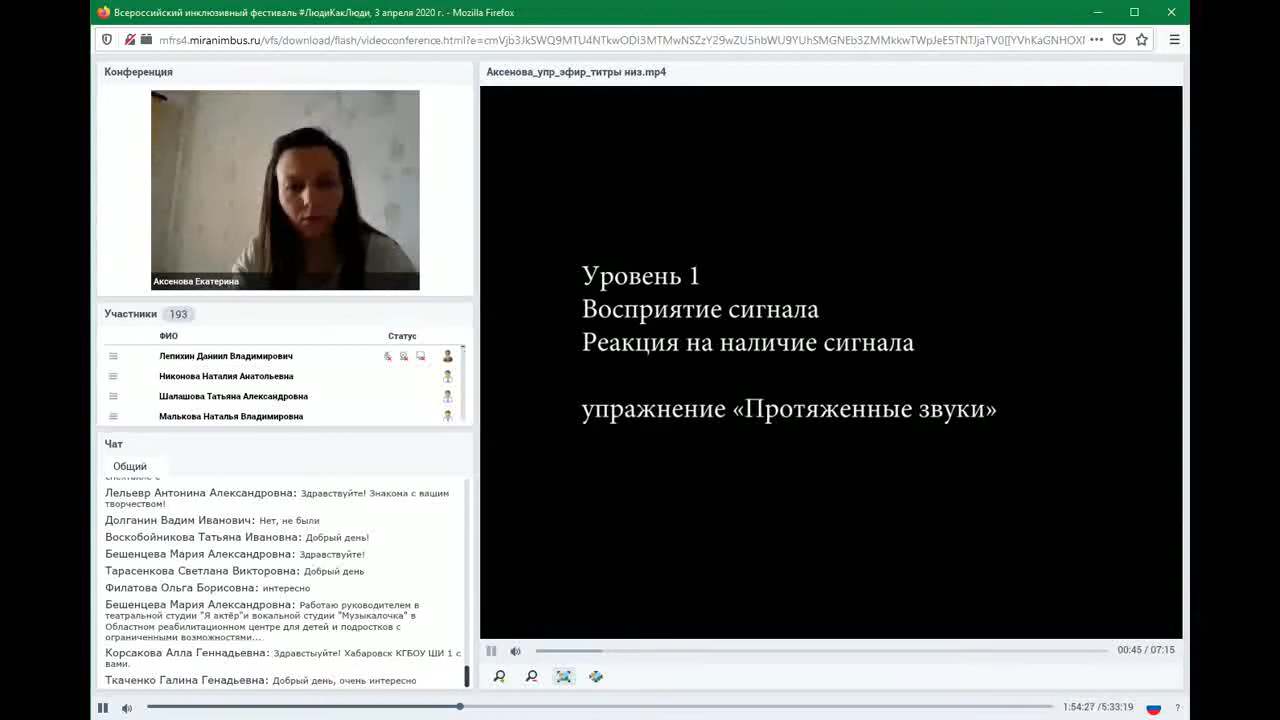 Всероссийский инклюзивный фестиваль #ЛюдиКакЛюди, 3 апреля 2020 г. - Mozilla Firefox
mfrs4.miranimbus.ru/vfs/download/flash/videoconference.html?e=
Конференция
Аксенова Екатерина
Участники 193
ФИО Статус
Лепихин Даниил Владимирович
Никонова Наталия Анатольевна
Шалашова Татьяна Александровна
Малькова Наталья Владимировна
Чат
Общий
Лельевр Антонина Александровна: Здравствуйте! Знакома с вашим
творчеством!
Долганин Вадим Иванович: Нет, не были
Воскобойникова Татьяна Ивановна: Добрый день!
Бешенцева Мария Александровна: Здравствуйте!
Тарасенкова Светлана Викторовна: Добрый день
Филатова Ольга Борисовна: интересно
Бешенцева Мария Александровна: Работаю руководителем в
театральной студии "Я актёр"и вокальной студии "Музыкалочка" в
Областном реабилитационном центре для детей и подростков с
ограниченными возможностями...
Корсакова Алла Геннадьевна: Здравстыуйте! Хабаровск КГБОУ ШИ 1 с
вами.
Ткаченко Галина Генадьевна: Добрый день, очень интересно
Аксенова_упр_эфир_титры низ.mp4
Уровень 1
Восприятие сигнала
Реакция на наличие сигнала
упражнение «Протяженные звуки»
00:45 / 07:15
1:54:27 /5:33:19
?